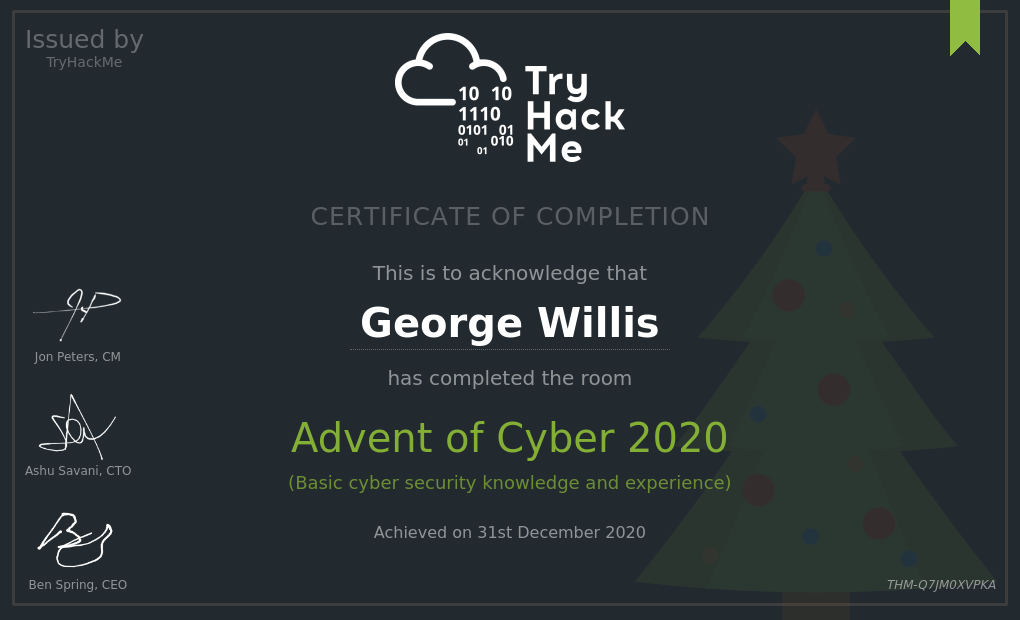 Issued by
TryHackMe
10 10
1110
0101 01
01 010
01
Try
Hack
Me
CERTIFICATE OF COMPLETION
This is to acknowledge that
George Willis
has completed the room
Advent of Cyber 2020
(Basic cyber security knowledge and experience)
Achieved on 31st December 2020
Jon Peters, CM
Ashu Savani, CTO
Ben Spring, CEO
THM-Q7JM0XVPKA